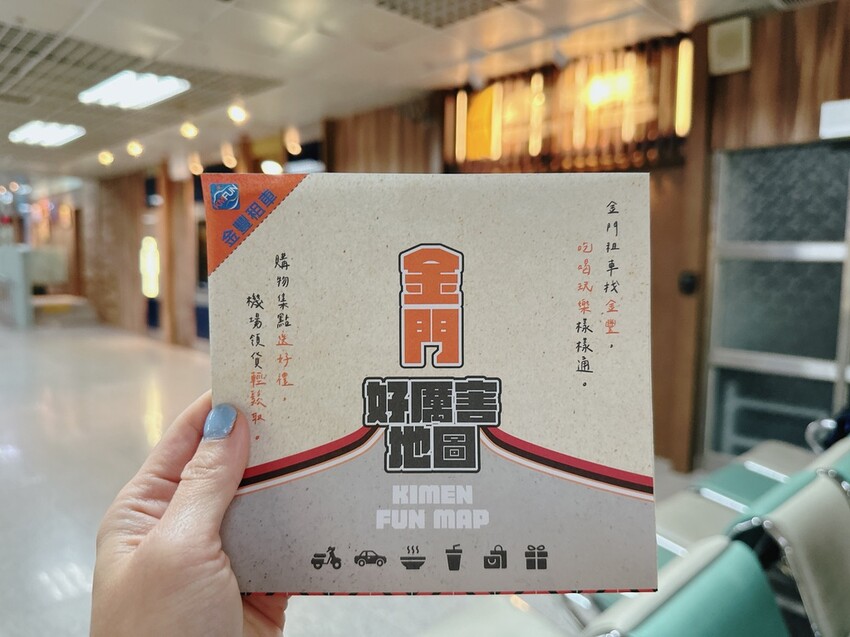 FUN
金豐租車
金門租車找金豐，
吃喝玩樂樣樣通。
購物集點送好禮，
機場領貨輕鬆取。
金門
好厲害
地圖
KIMEN
FUN MAP